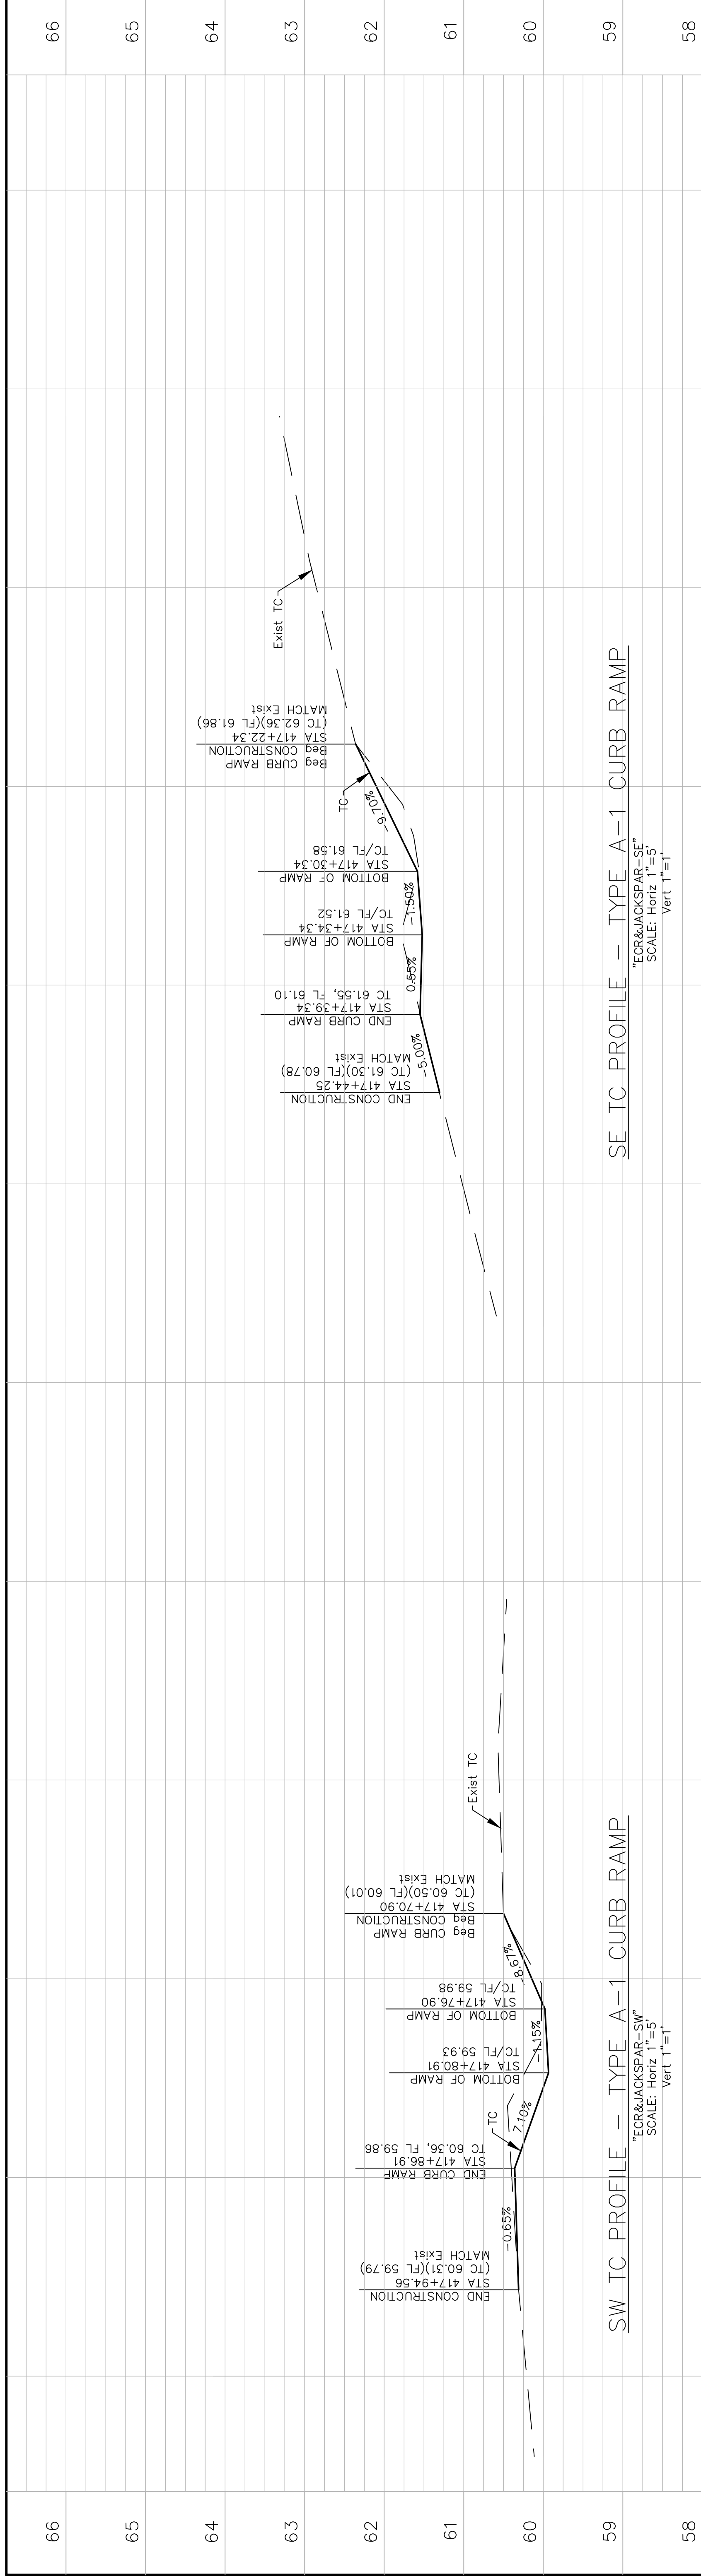 66
65
64
63
62
61
60
59
58
END CONSTRUCTION
STA 417+94.56
(TC 60.31)(FL 59.79)
MATCH Exist
-0.65%
END CURB RAMP
STA 417+86.91
TC 60.36, FL 59.86
TC
7.10%
BOTTOM OF RAMP
STA 417+80.91
TC/FL 59.93
-1.15%
BOTTOM OF RAMP
STA 417+76.90
TC/FL 59.98
-8.67%
Beg CURB RAMP
Beg CONSTRUCTION
STA 417+70.90
(TC 60.50)(FL 60.01)
MATCH Exist
Exist TC
SW TC PROFILE - TYPE A-1 CURB RAMP
"ECR&JACKSPAR-SW"
SCALE: Horiz 1"=5'
Vert 1"=1'
END CONSTRUCTION
STA 417+44.25
(TC 61.30)(FL 60.78)
MATCH Exist
-5.00%
END CURB RAMP
STA 417+39.34
TC 61.55, FL 61.10
0.55%
BOTTOM OF RAMP
STA 417+34.34
TC/FL 61.52
-1.50%
BOTTOM OF RAMP
STA 417+30.34
TC/FL 61.58
TC
-9.70%
Beg CURB RAMP
Beg CONSTRUCTION
STA 417+22.34
(TC 62.36)(FL 61.86)
MATCH Exist
Exist TC
SE TC PROFILE - TYPE A-1 CURB RAMP
"ECR&JACKSPAR-SE"
SCALE: Horiz 1"=5'
Vert 1"=1'
66
65
64
63
62
61
60
59
58